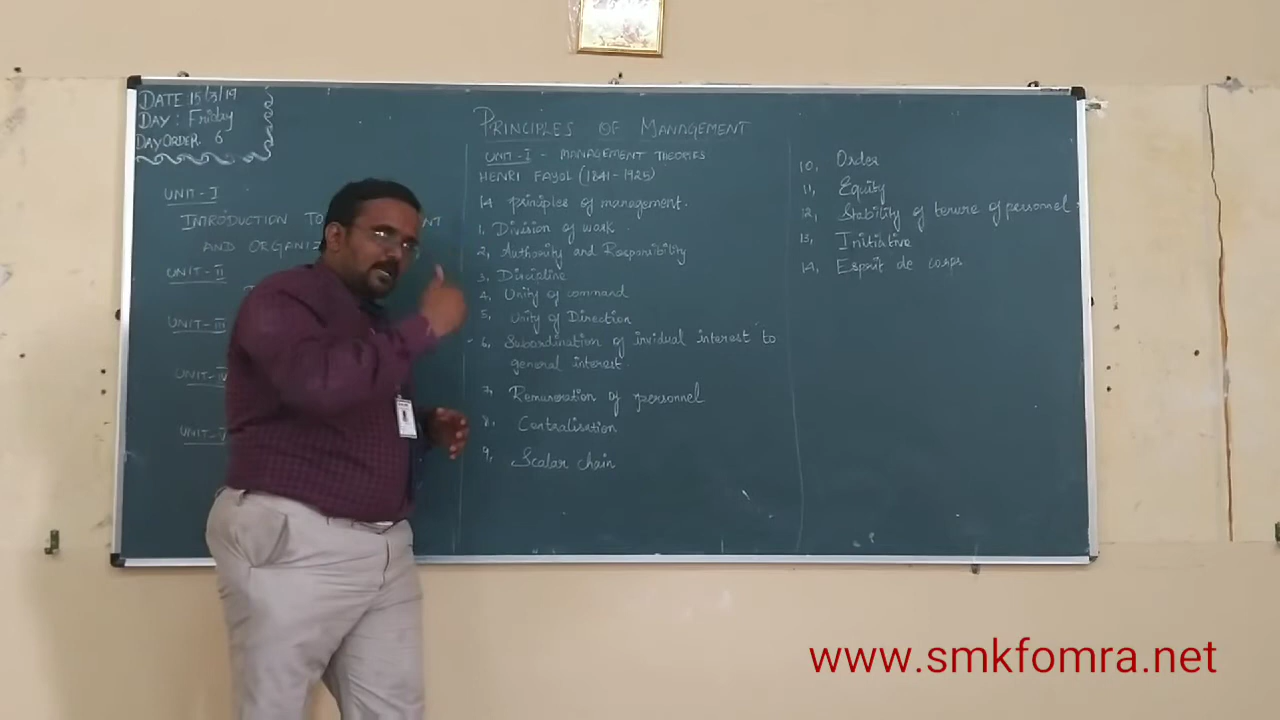 DATE: 15/3/19
DAY: Friday
DAY ORDER 6
UNIT-I
INTRODUCTION TO
AND
UNIT-II
UNIT-III
UNIT-IV
PRINCIPLES OF MANAGEMENT
UNIT-I - MANAGEMENT THEORIES
HENRI FAYOL (1841-1925)
14 principles of management.
1. Division of work.
2, Authority and Responsibility
3, Discipline
4, Unity of command
5, Unity of Direction
6, Subordination of invidual interest to
general interest.
7, Remuneration of personnel
8, Centralisation
9, Scalar chain
10, Order
11, Equity
12, Stability of tenure of personnel
13, Initiative
14, Esprit de corps
www.smkfomra.net